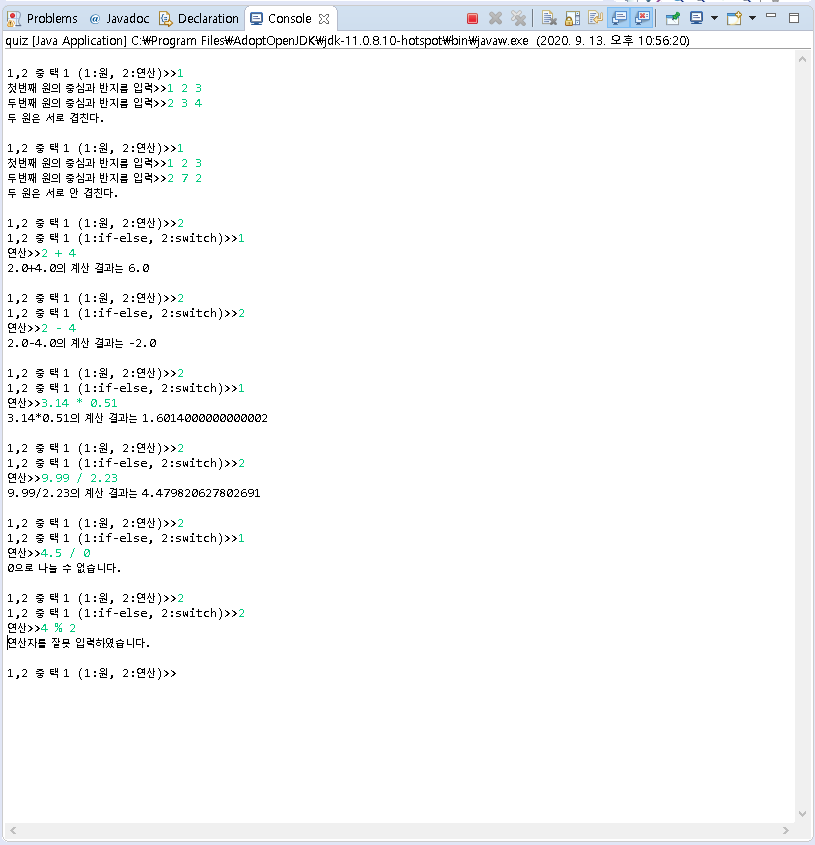 Problems @ Javadoc Declaration Console
quiz [Java Application] C:₩Program Files₩AdoptOpenJDK₩jdk-11.0.8.10-hotspot₩bin₩javaw.exe (2020. 9. 13. 오후 10:56:20)
1,2 중 택1 (1:원, 2:연산)>>1
첫번째 원의 중심과 반지름 입력>>1 2 3
두번째 원의 중심과 반지름 입력>>2 3 4
두 원은 서로 겹친다.
1,2 중 택1 (1:원, 2:연산)>>1
첫번째 원의 중심과 반지름 입력>>1 2 3
두번째 원의 중심과 반지름 입력>>2 7 2
두 원은 서로 안 겹친다.
1,2 중 택1 (1:원, 2:연산)>>2
1,2 중 택1 (1:if-else, 2:switch)>>1
연산>>2 + 4
2.0+4.0의 계산 결과는 6.0
1,2 중 택1 (1:원, 2:연산)>>2
1,2 중 택1 (1:if-else, 2:switch)>>2
연산>>2 - 4
2.0-4.0의 계산 결과는 -2.0
1,2 중 택1 (1:원, 2:연산)>>2
1,2 중 택1 (1:if-else, 2:switch)>>1
연산>>3.14 * 0.51
3.14*0.51의 계산 결과는 1.6014000000000002
1,2 중 택1 (1:원, 2:연산)>>2
1,2 중 택1 (1:if-else, 2:switch)>>2
연산>>9.99 / 2.23
9.99/2.23의 계산 결과는 4.479820627802691
1,2 중 택1 (1:원, 2:연산)>>2
1,2 중 택1 (1:if-else, 2:switch)>>1
연산>>4.5 / 0
0으로 나눌 수 없습니다.
1,2 중 택1 (1:원, 2:연산)>>2
1,2 중 택1 (1:if-else, 2:switch)>>2
연산>>4 % 2
연산자를 잘못 입력하였습니다.
1,2 중 택1 (1:원, 2:연산)>>